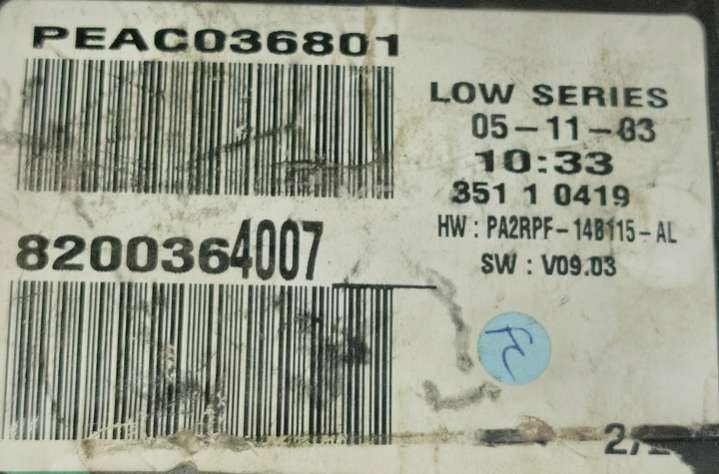 PEAC036801
LOW SERIES
05-11-03
10:33
351 1 0419
HW : PA2RPF-14B115-AL
SW : V09.03
8200364007